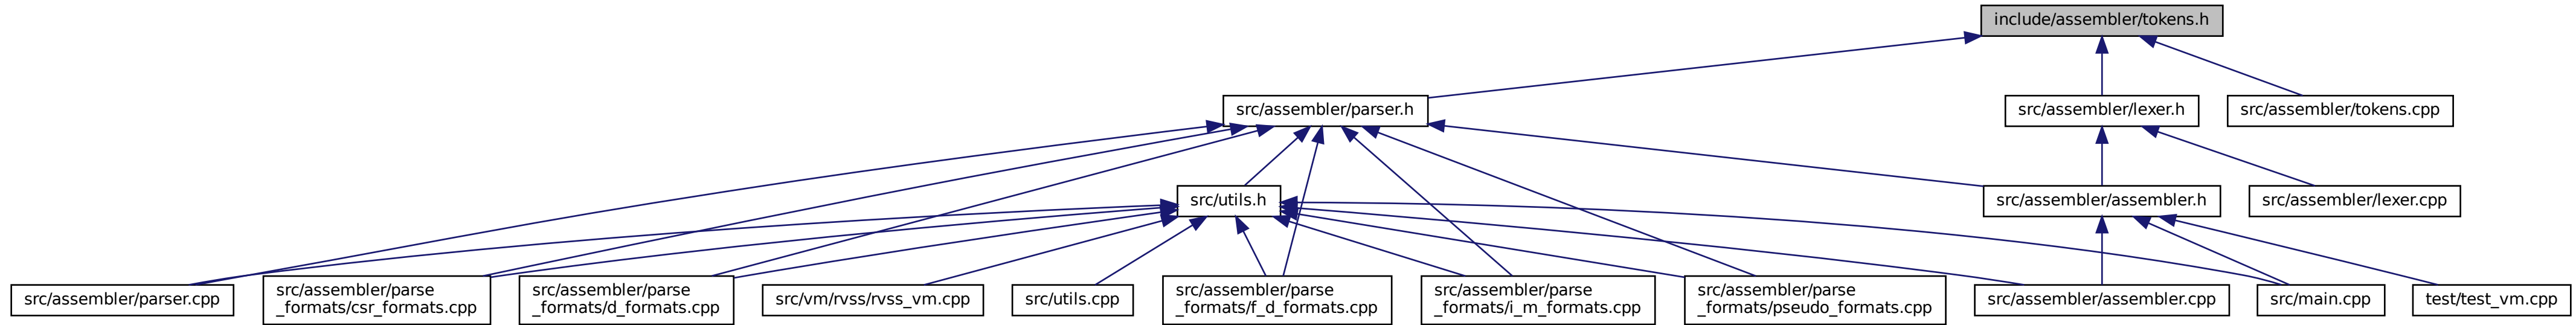 include/assembler/tokens.h
src/assembler/parser.h
src/assembler/lexer.h
src/assembler/tokens.cpp
src/utils.h
src/assembler/assembler.h
src/assembler/lexer.cpp
src/assembler/parser.cpp
src/assembler/parse
_formats/csr_formats.cpp
src/assembler/parse
_formats/d_formats.cpp
src/vm/rvss/rvss_vm.cpp
src/utils.cpp
src/assembler/parse
_formats/f_d_formats.cpp
src/assembler/parse
_formats/i_m_formats.cpp
src/assembler/parse
_formats/pseudo_formats.cpp
src/assembler/assembler.cpp
src/main.cpp
test/test_vm.cpp